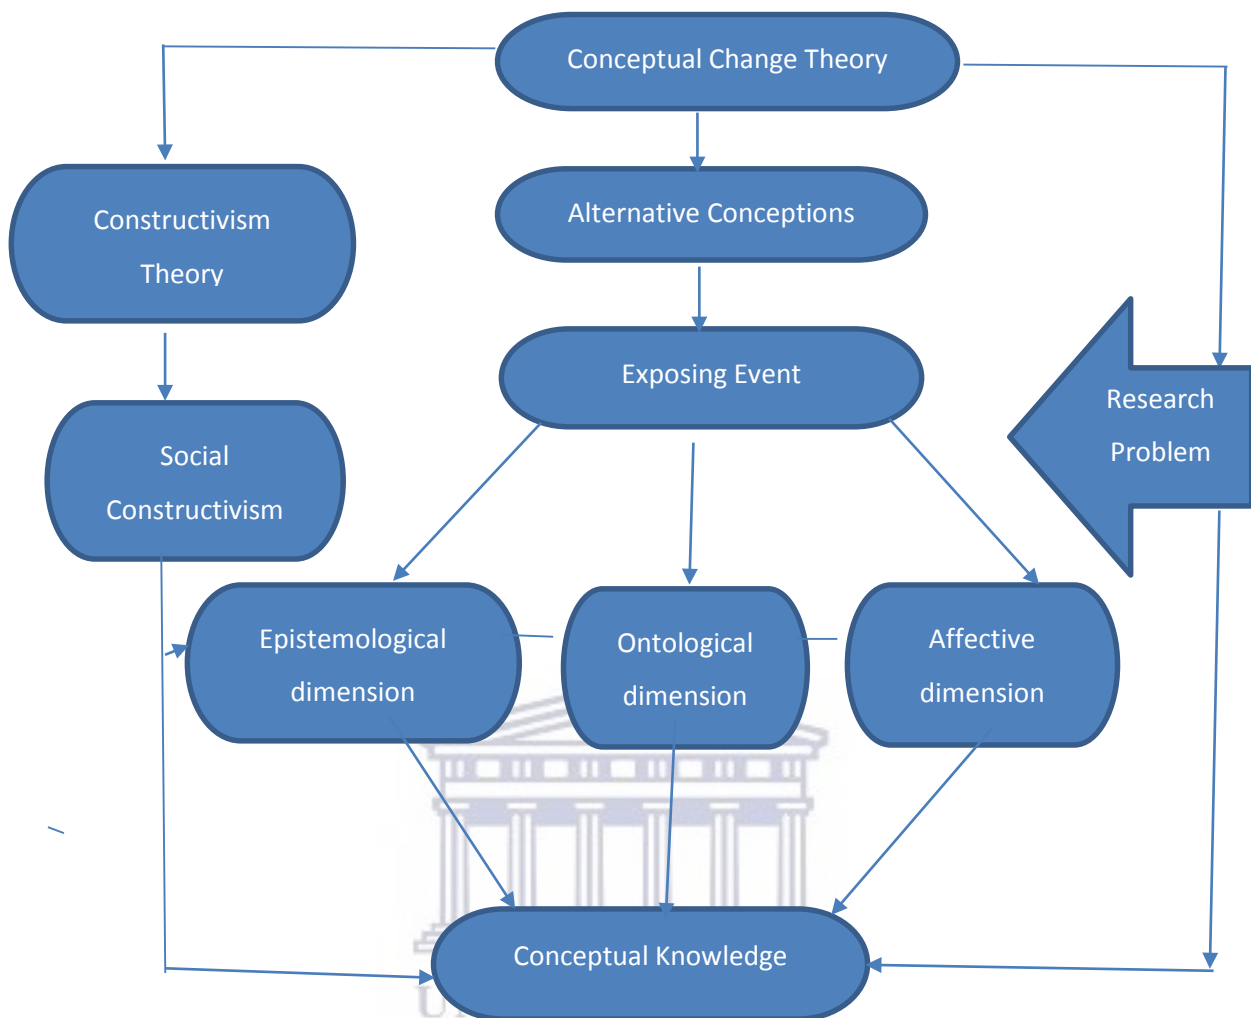 Conceptual Change Theory
Constructivism
Theory
Alternative Conceptions
Exposing Event
Research
Problem
Social
Constructivism
Epistemological
dimension
Ontological
dimension
Affective
dimension
Conceptual Knowledge